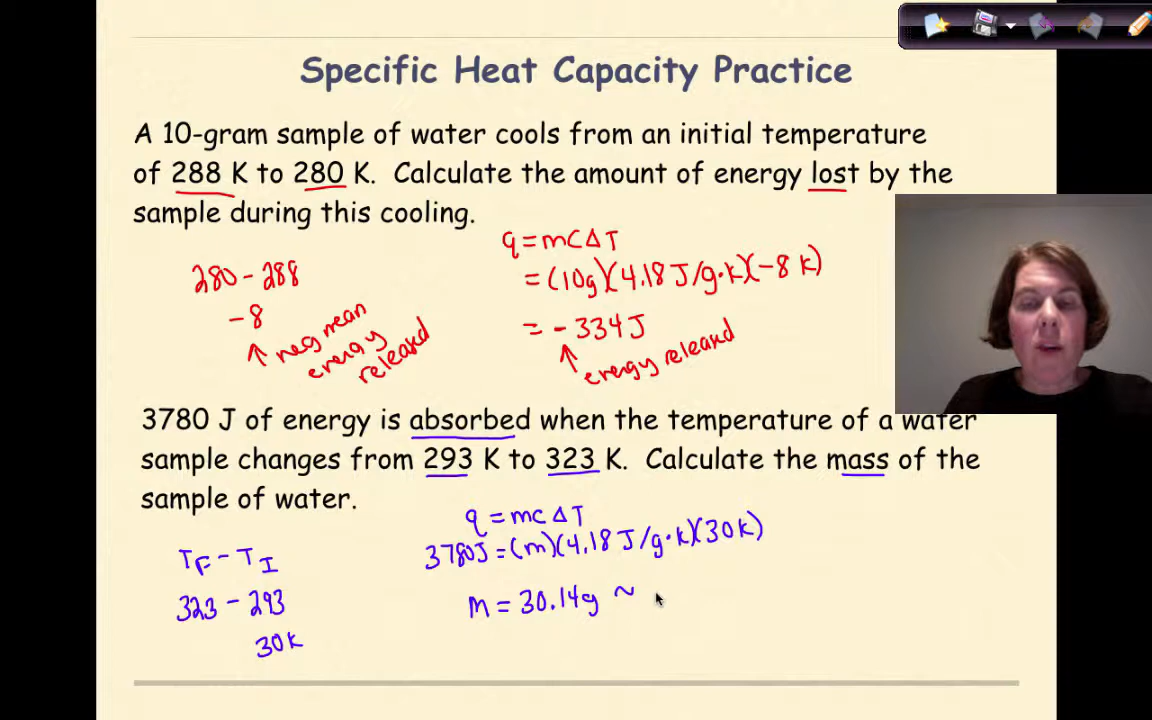 Specific Heat Capacity Practice
A 10-gram sample of water cools from an initial temperature
of 288 K to 280 K. Calculate the amount of energy lost by the
sample during this cooling.
280 - 288
-8
↑ neg mean
energy
released
q = mCΔT
= (10g)(4.18 J/g·K)(-8 K)
= - 334 J
↑ energy released
3780 J of energy is absorbed when the temperature of a water
sample changes from 293 K to 323 K. Calculate the mass of the
sample of water.
TF - TI
323 - 293
30K
q = mCΔT
3780J = (m)(4.18 J/g·K)(30K)
m = 30.14g ~